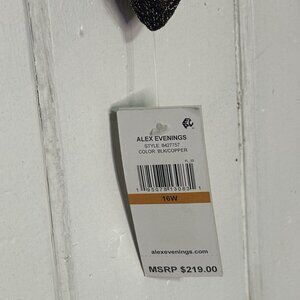 ALEX EVENINGS
STYLE: 8427757
COLOR: BLK/COPPER
16W
alexevenings.com
MSRP $219.00